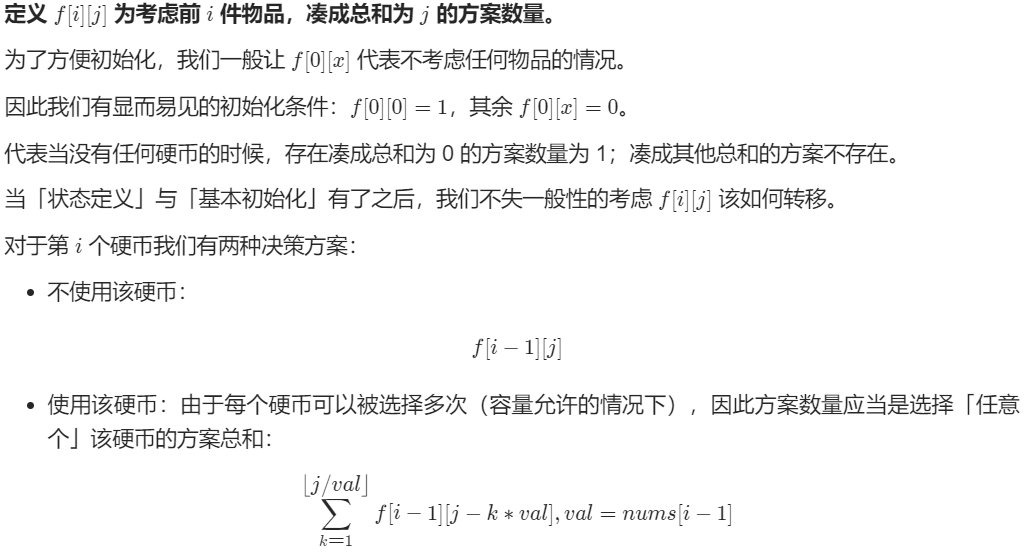 定义 f[i][j] 为考虑前 i 件物品，凑成总和为 j 的方案数量。
为了方便初始化，我们一般让 f[0][x] 代表不考虑任何物品的情况。
因此我们有显而易见的初始化条件：f[0][0] = 1，其余 f[0][x] = 0。
代表当没有任何硬币的时候，存在凑成总和为 0 的方案数量为 1；凑成其他总和的方案不存在。
当「状态定义」与「基本初始化」有了之后，我们不失一般性的考虑 f[i][j] 该如何转移。
对于第 i 个硬币我们有两种决策方案：
• 不使用该硬币：
f[i − 1][j]
• 使用该硬币：由于每个硬币可以被选择多次（容量允许的情况下），因此方案数量应当是选择「任意
个」该硬币的方案总和：
⌊j/val⌋
∑ f[i − 1][j − k ∗ val], val = nums[i − 1]
k=1